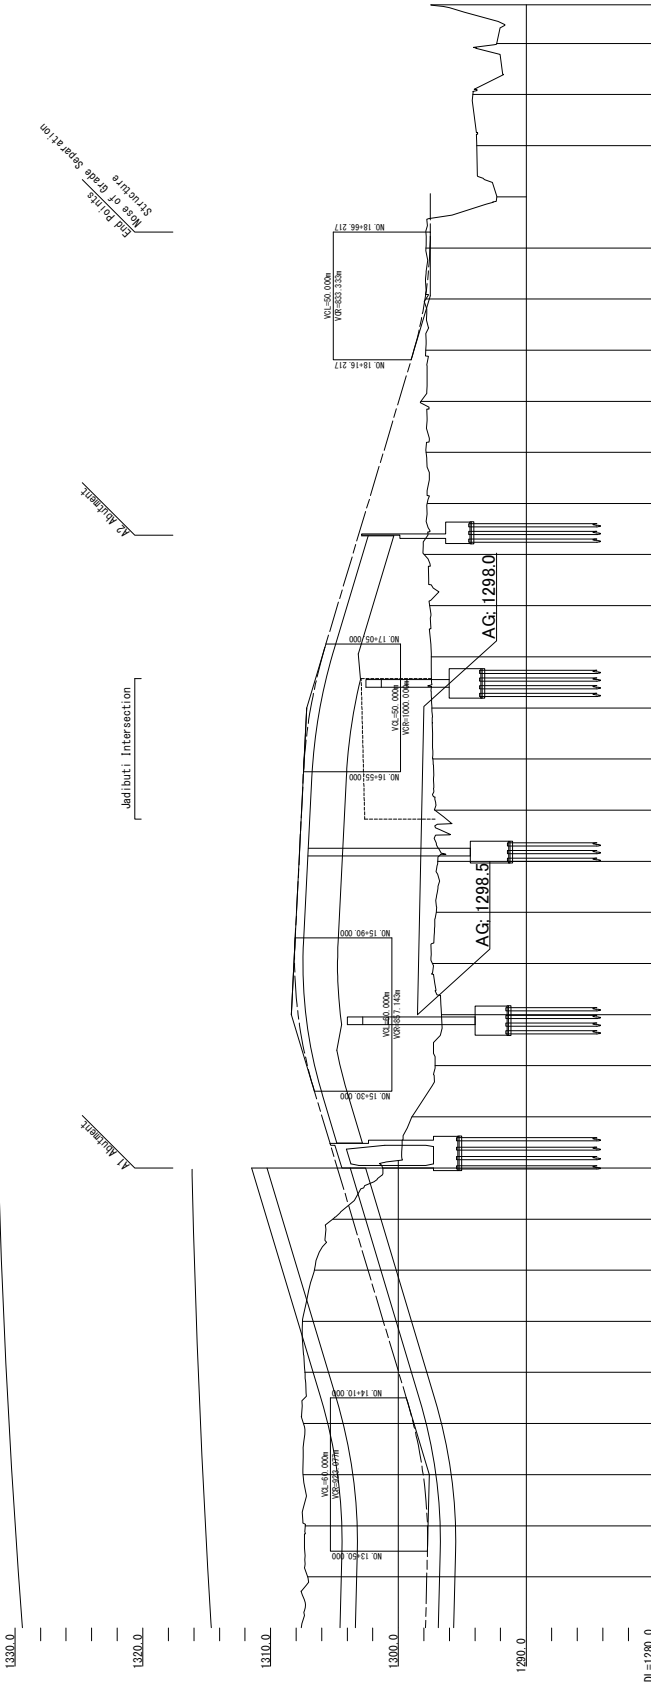 End Points
Nose of Grade Separation
Structure
NO. 18+66.217
VCL=50.000m
VCR=833.333m
NO. 18+16.217
A2 Abutment
AG: 1298.0
NO. 17+05.000
VCL=50.000m
VCR=1000.000m
NO. 16+55.000
Jadibuti Intersection
AG: 1298.5
NO. 15+90.000
VCL=60.000m
VCR=857.143m
NO. 15+30.000
A1 Abutment
NO. 14+10.000
VCL=60.000m
VCR=923.077m
NO. 13+50.000
1330.0
1320.0
1310.0
1300.0
1290.0
DL=1280.0